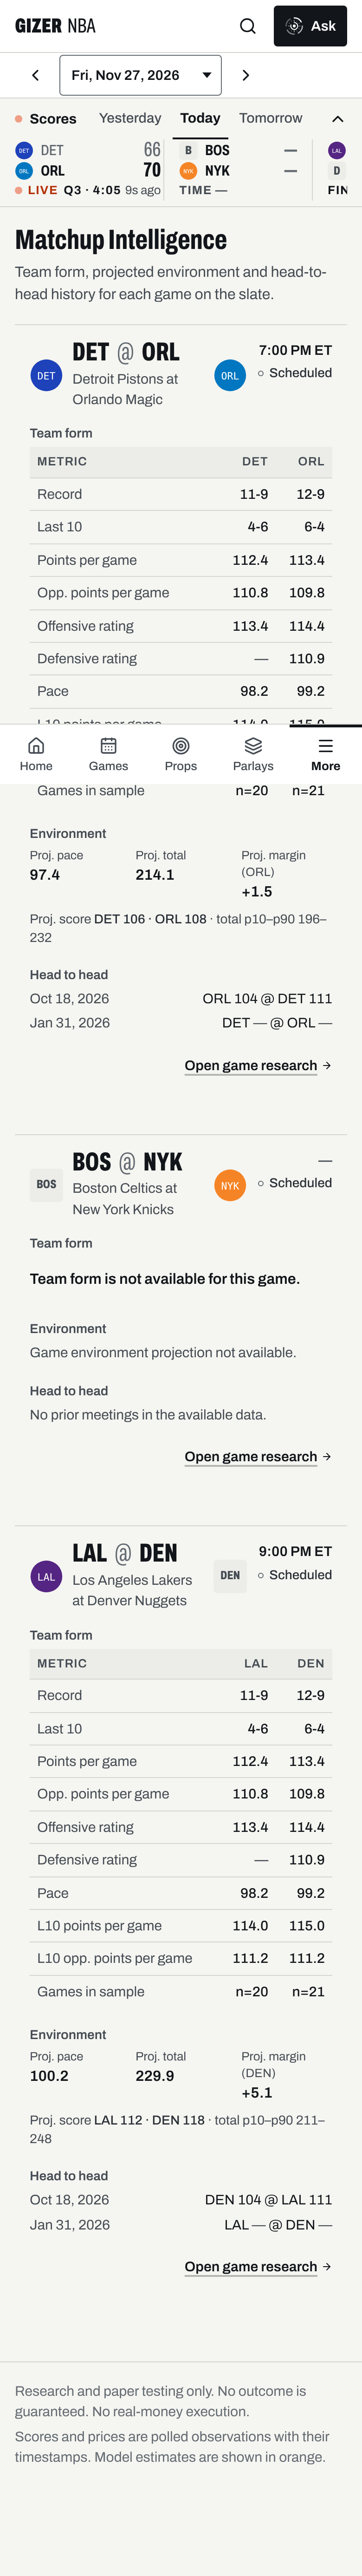 GIZER NBA
Ask
Fri, Nov 27, 2026
Scores Yesterday Today Tomorrow
DET DET 66
ORL ORL 70
LIVE Q3 · 4:05 9s ago
B BOS —
NYK NYK —
TIME —
LAL
D
FIN
Matchup Intelligence
Team form, projected environment and head-to-
head history for each game on the slate.
DET DET @ ORL
Detroit Pistons at
Orlando Magic
ORL
7:00 PM ET
Scheduled
Team form
METRIC DET ORL
Record 11-9 12-9
Last 10 4-6 6-4
Points per game 112.4 113.4
Opp. points per game 110.8 109.8
Offensive rating 113.4 114.4
Defensive rating — 110.9
Pace 98.2 99.2
L10 points per game 114.0 115.0
Home Games Props Parlays More
Games in sample n=20 n=21
Environment
Proj. pace
97.4
Proj. total
214.1
Proj. margin
(ORL)
+1.5
Proj. score DET 106 · ORL 108 · total p10–p90 196–
232
Head to head
Oct 18, 2026 ORL 104 @ DET 111
Jan 31, 2026 DET — @ ORL —
Open game research →
BOS BOS @ NYK
Boston Celtics at
New York Knicks
NYK
—
Scheduled
Team form
Team form is not available for this game.
Environment
Game environment projection not available.
Head to head
No prior meetings in the available data.
Open game research →
LAL LAL @ DEN
Los Angeles Lakers
at Denver Nuggets
DEN
9:00 PM ET
Scheduled
Team form
METRIC LAL DEN
Record 11-9 12-9
Last 10 4-6 6-4
Points per game 112.4 113.4
Opp. points per game 110.8 109.8
Offensive rating 113.4 114.4
Defensive rating — 110.9
Pace 98.2 99.2
L10 points per game 114.0 115.0
L10 opp. points per game 111.2 111.2
Games in sample n=20 n=21
Environment
Proj. pace
100.2
Proj. total
229.9
Proj. margin
(DEN)
+5.1
Proj. score LAL 112 · DEN 118 · total p10–p90 211–
248
Head to head
Oct 18, 2026 DEN 104 @ LAL 111
Jan 31, 2026 LAL — @ DEN —
Open game research →
Research and paper testing only. No outcome is
guaranteed. No real-money execution.
Scores and prices are polled observations with their
timestamps. Model estimates are shown in orange.